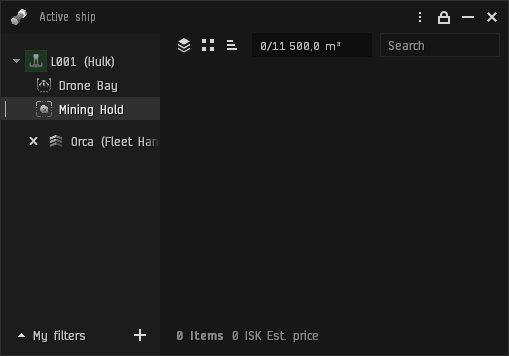 Active ship
L001 (Hulk)
Drone Bay
Mining Hold
Orca (Fleet Han
My filters
0/11 500,0 m³
Search
0 Items 0 ISK Est. price